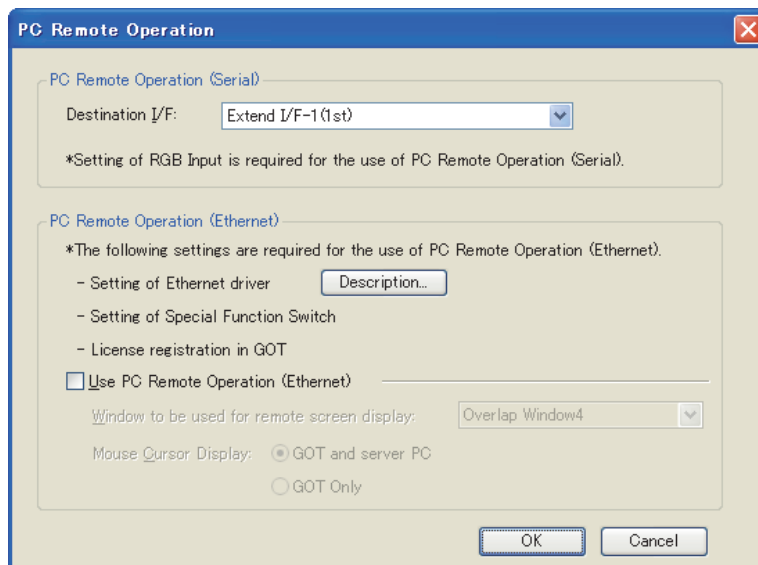 PC Remote Operation
PC Remote Operation (Serial)
Destination I/F: Extend I/F-1(1st)
*Setting of RGB Input is required for the use of PC Remote Operation (Serial).
PC Remote Operation (Ethernet)
*The following settings are required for the use of PC Remote Operation (Ethernet).
- Setting of Ethernet driver Description...
- Setting of Special Function Switch
- License registration in GOT
Use PC Remote Operation (Ethernet)
Window to be used for remote screen display: Overlap Window4
Mouse Cursor Display: GOT and server PC
GOT Only
OK Cancel